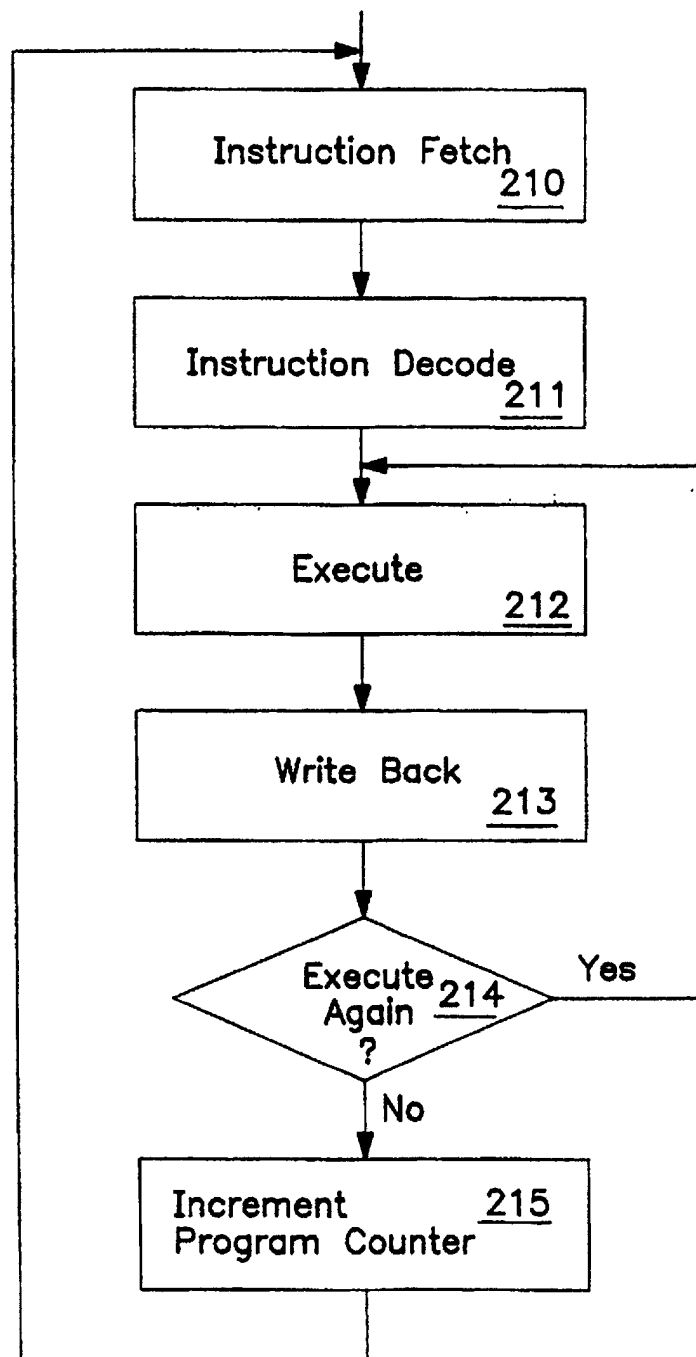 Instruction Fetch
210
Instruction Decode
211
Execute
212
Write Back
213
Execute
Again
?
214
Yes
No
Increment
Program Counter
215